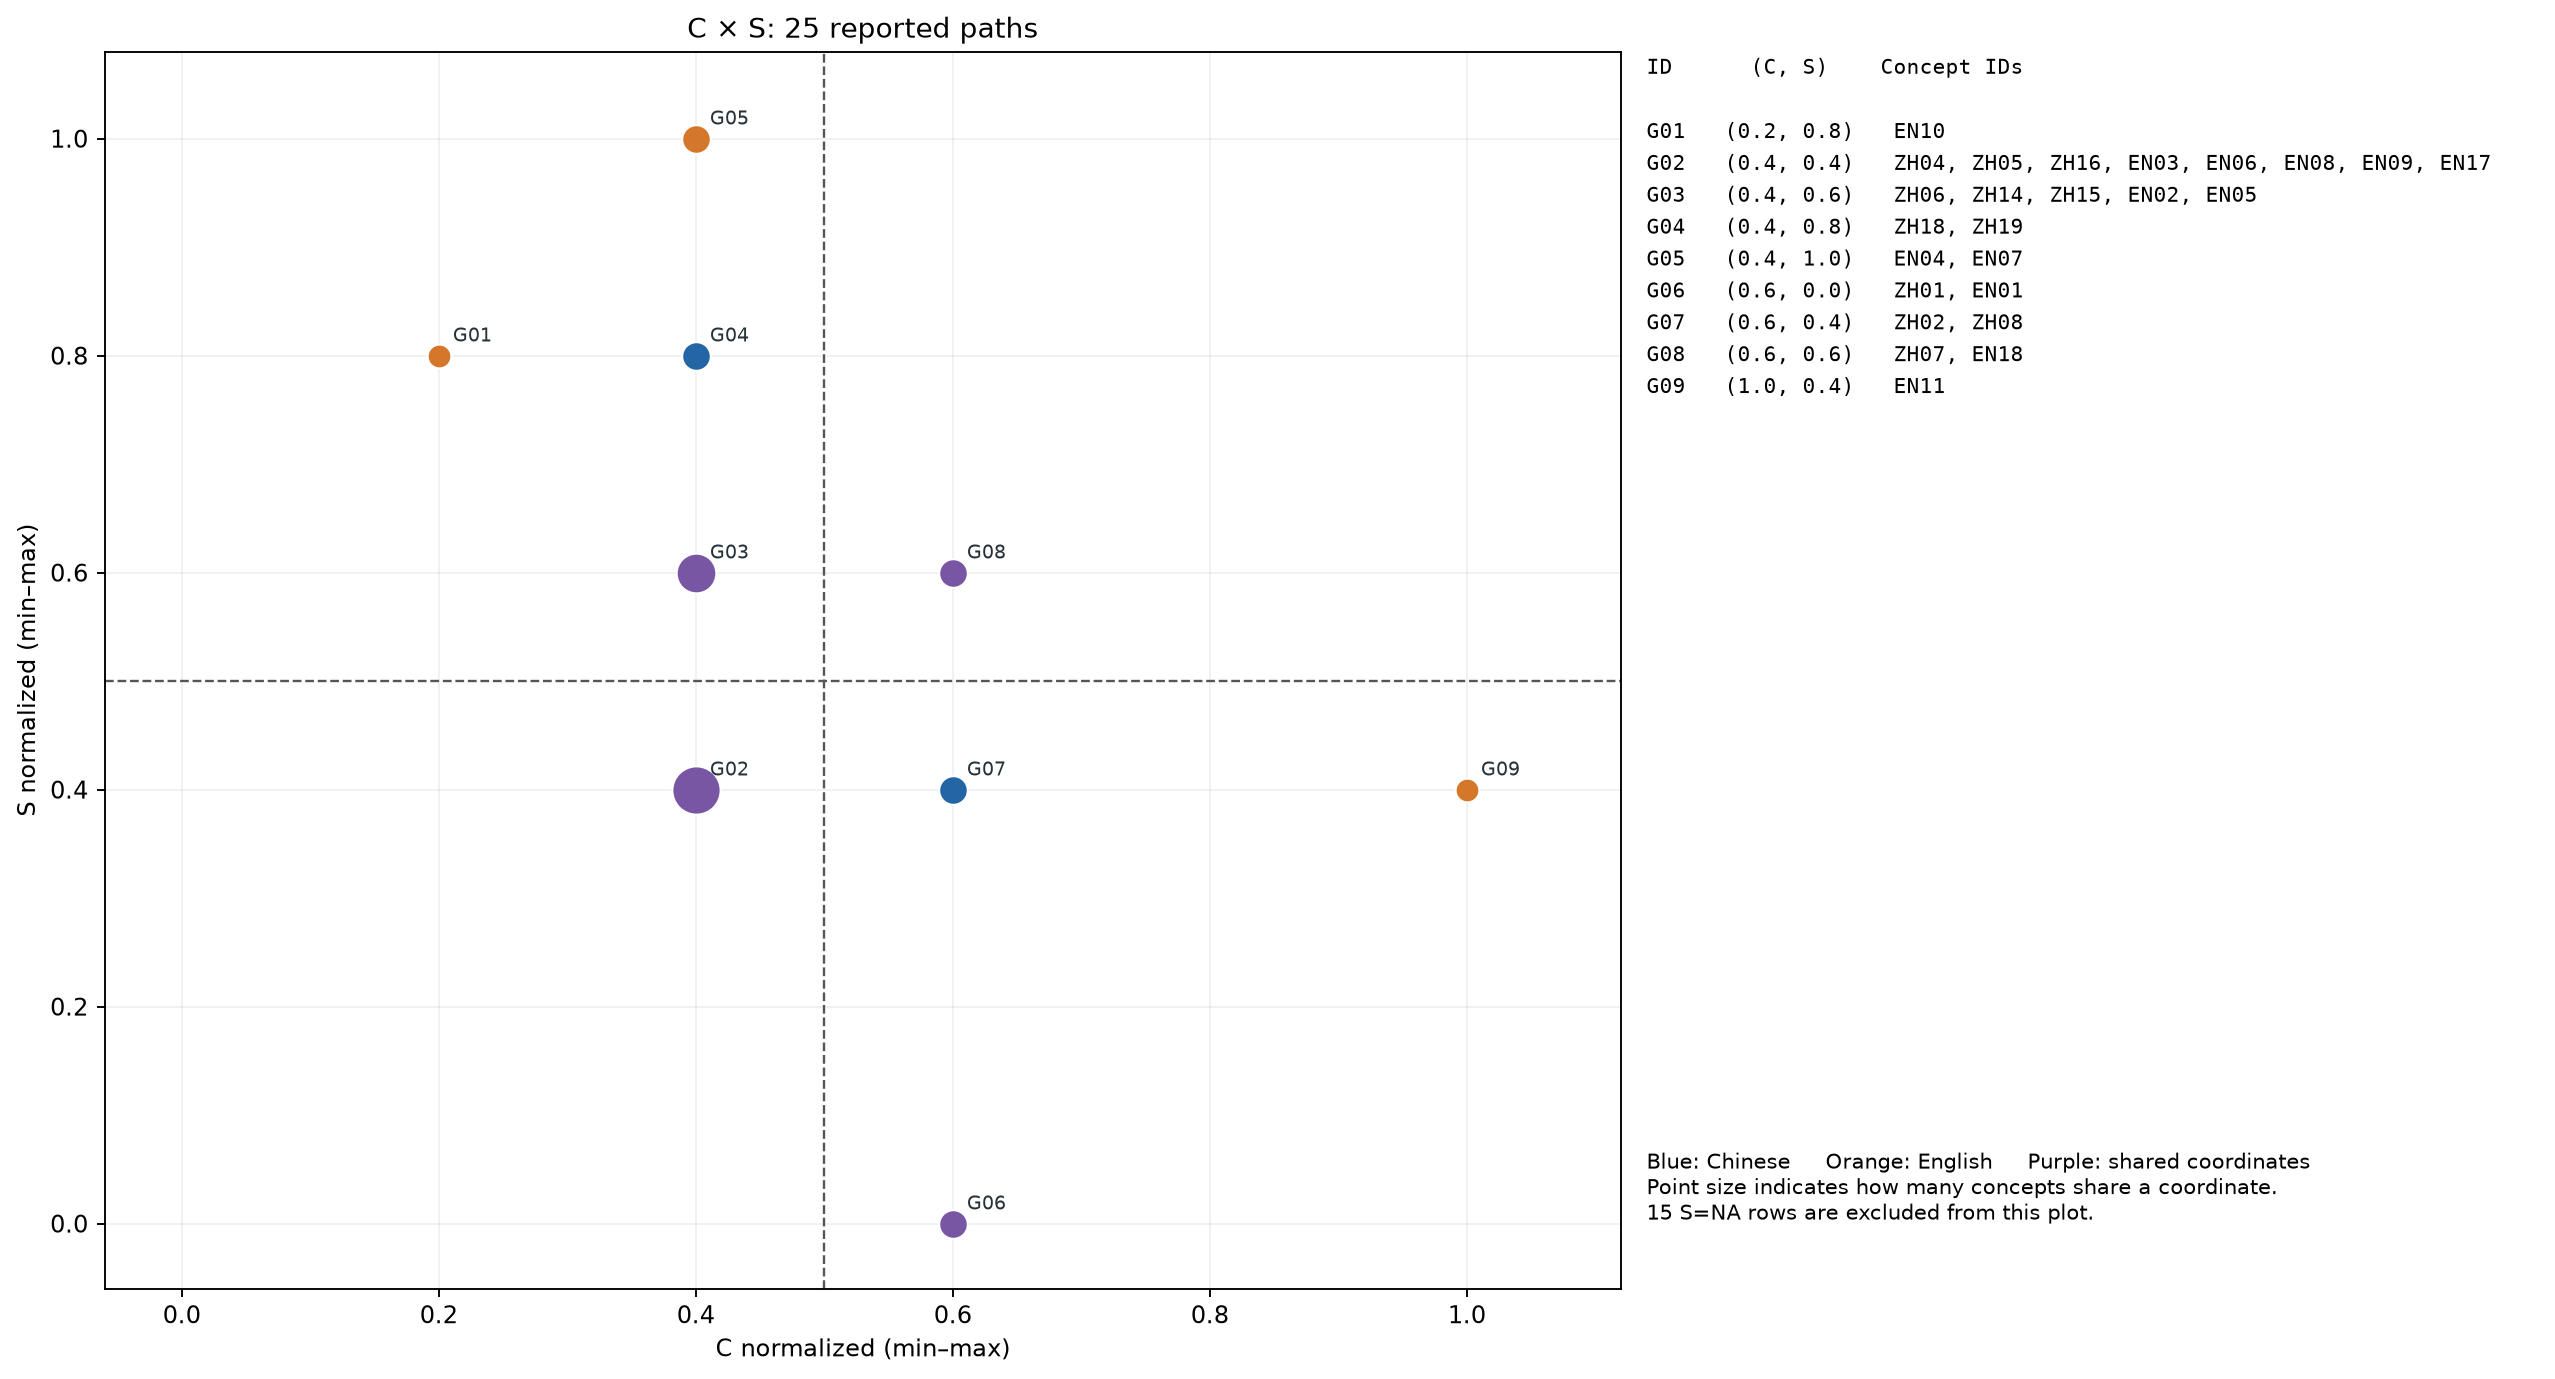 C × S: 25 reported paths
S normalized (min–max)
1.0
0.8
0.6
0.4
0.2
0.0
G05
G01
G04
G03
G08
G02
G07
G09
G06
0.0 0.2 0.4 0.6 0.8 1.0
C normalized (min–max)
ID (C, S) Concept IDs
G01 (0.2, 0.8) EN10
G02 (0.4, 0.4) ZH04, ZH05, ZH16, EN03, EN06, EN08, EN09, EN17
G03 (0.4, 0.6) ZH06, ZH14, ZH15, EN02, EN05
G04 (0.4, 0.8) ZH18, ZH19
G05 (0.4, 1.0) EN04, EN07
G06 (0.6, 0.0) ZH01, EN01
G07 (0.6, 0.4) ZH02, ZH08
G08 (0.6, 0.6) ZH07, EN18
G09 (1.0, 0.4) EN11
Blue: Chinese Orange: English Purple: shared coordinates
Point size indicates how many concepts share a coordinate.
15 S=NA rows are excluded from this plot.